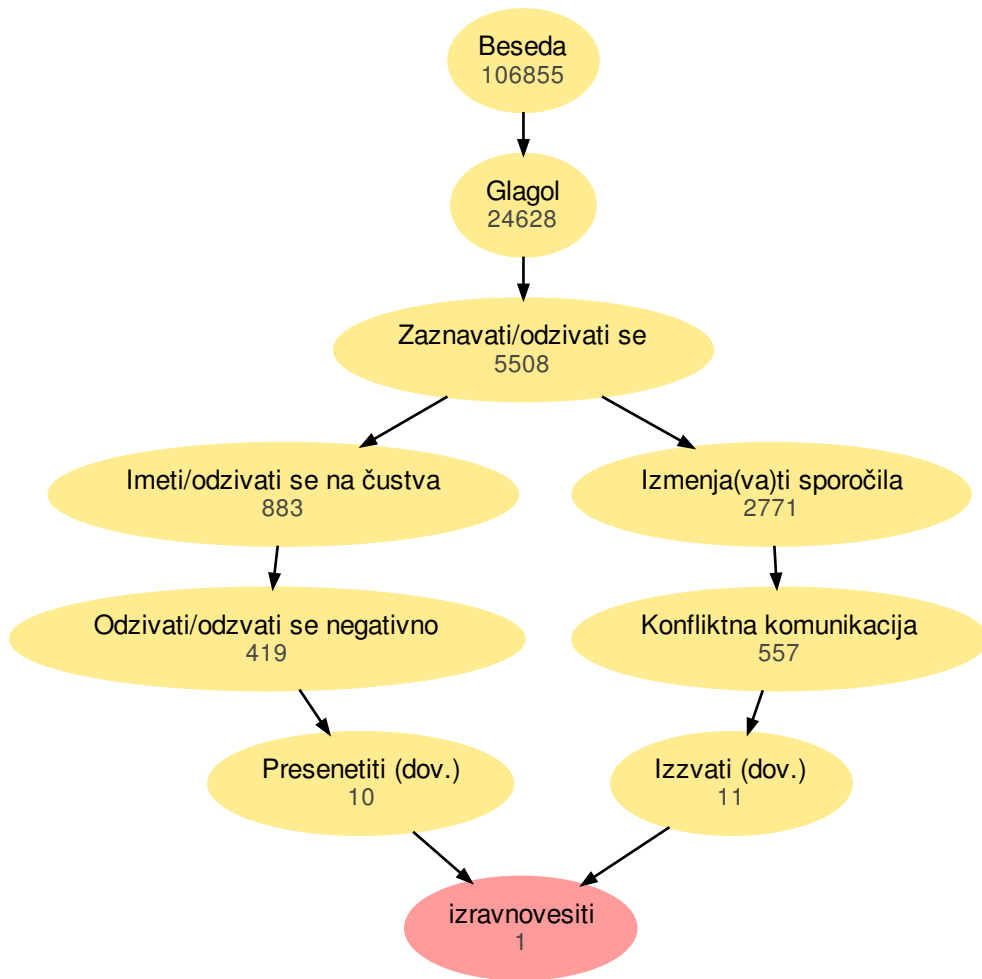 Beseda
106855
Glagol
24628
Zaznavati/odzivati se
5508
Imeti/odzivati se na čustva
883
Izmenja(va)ti sporočila
2771
Odzivati/odzvati se negativno
419
Konfliktna komunikacija
557
Presenetiti (dov.)
10
Izzvati (dov.)
11
izravnovesiti
1